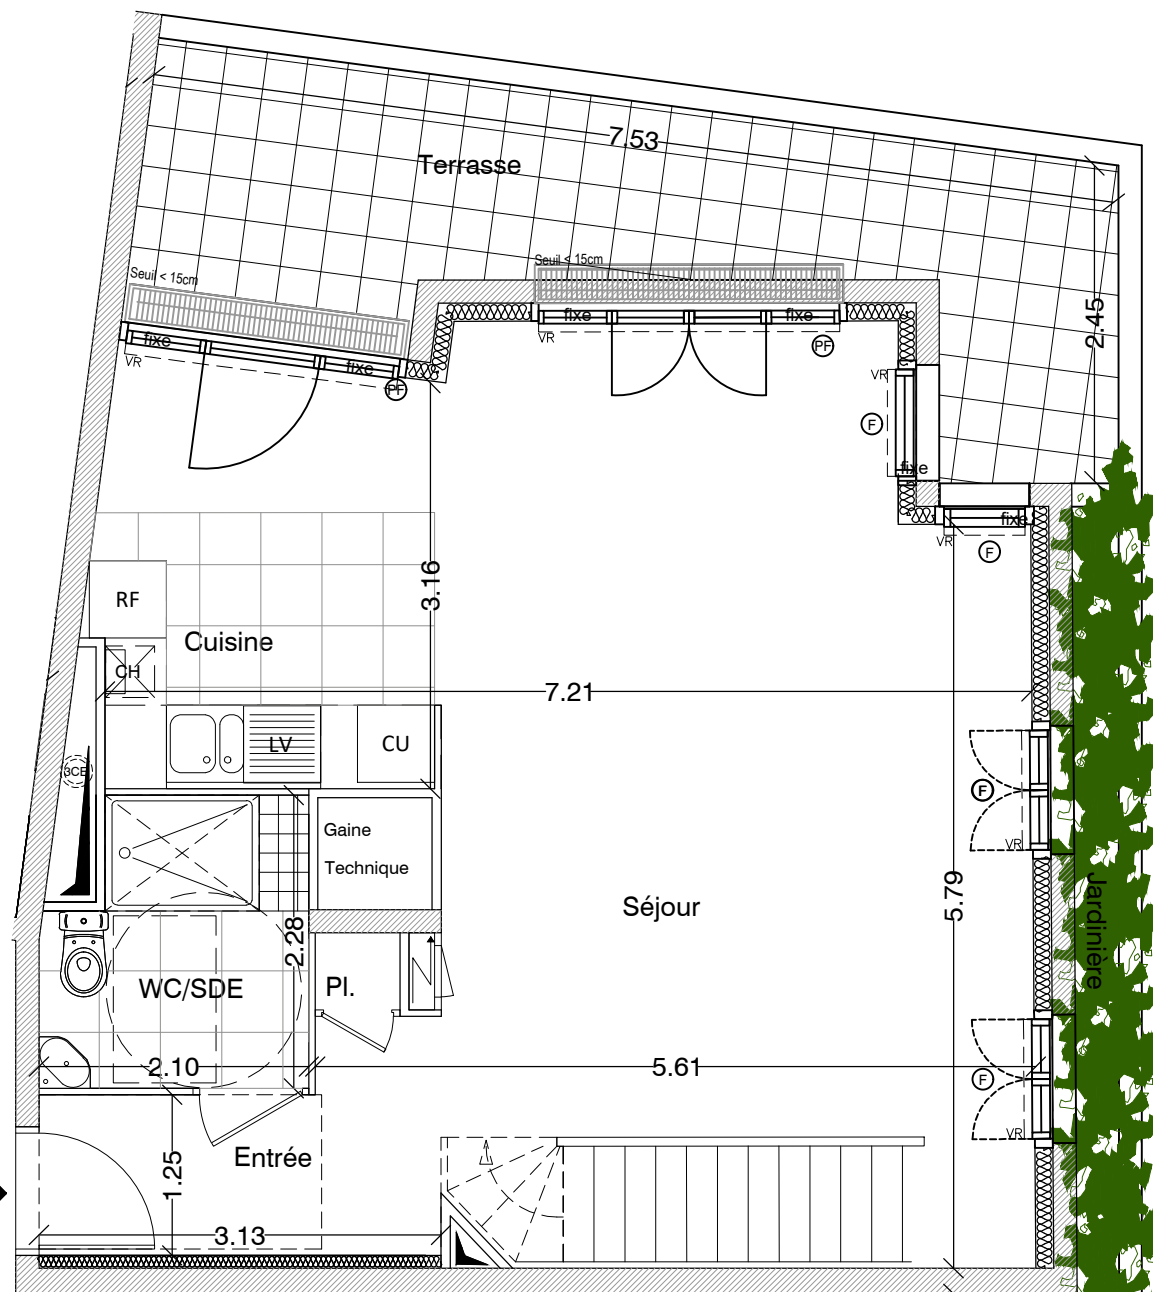 7.53
Terrasse
Seuil < 15cm
Seuil < 15cm
2.45
fixe
fixe
fixe
fixe
VR
VR
PF
PF
VR
F
fixe
fixe
VR
F
3.16
RF
Cuisine
CH
7.21
LV
CU
3CE
F
VR
Gaine
Technique
Jardinière
5.79
Séjour
2.28
WC/SDE
Pl.
2.10
5.61
F
VR
Entrée
1.25
3.13